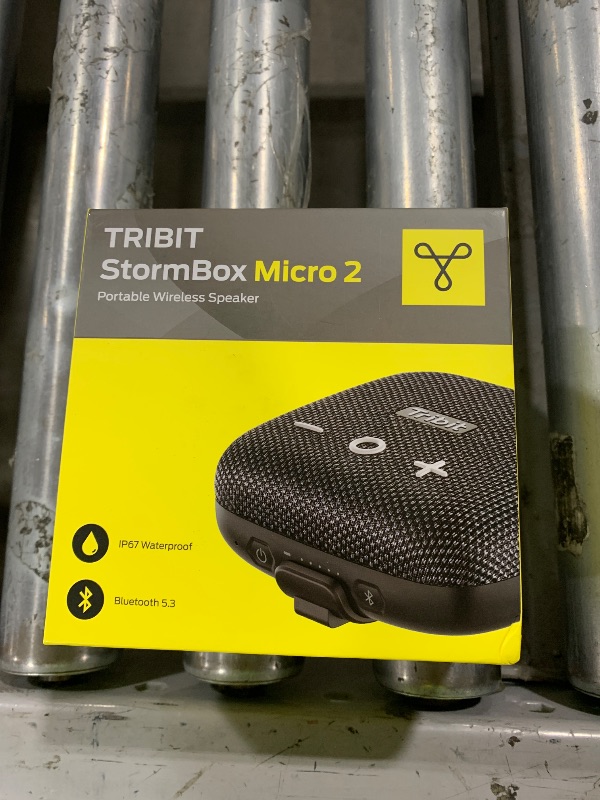 TRIBIT
StormBox Micro 2
Portable Wireless Speaker
Tribit
IP67 Waterproof
Bluetooth 5.3